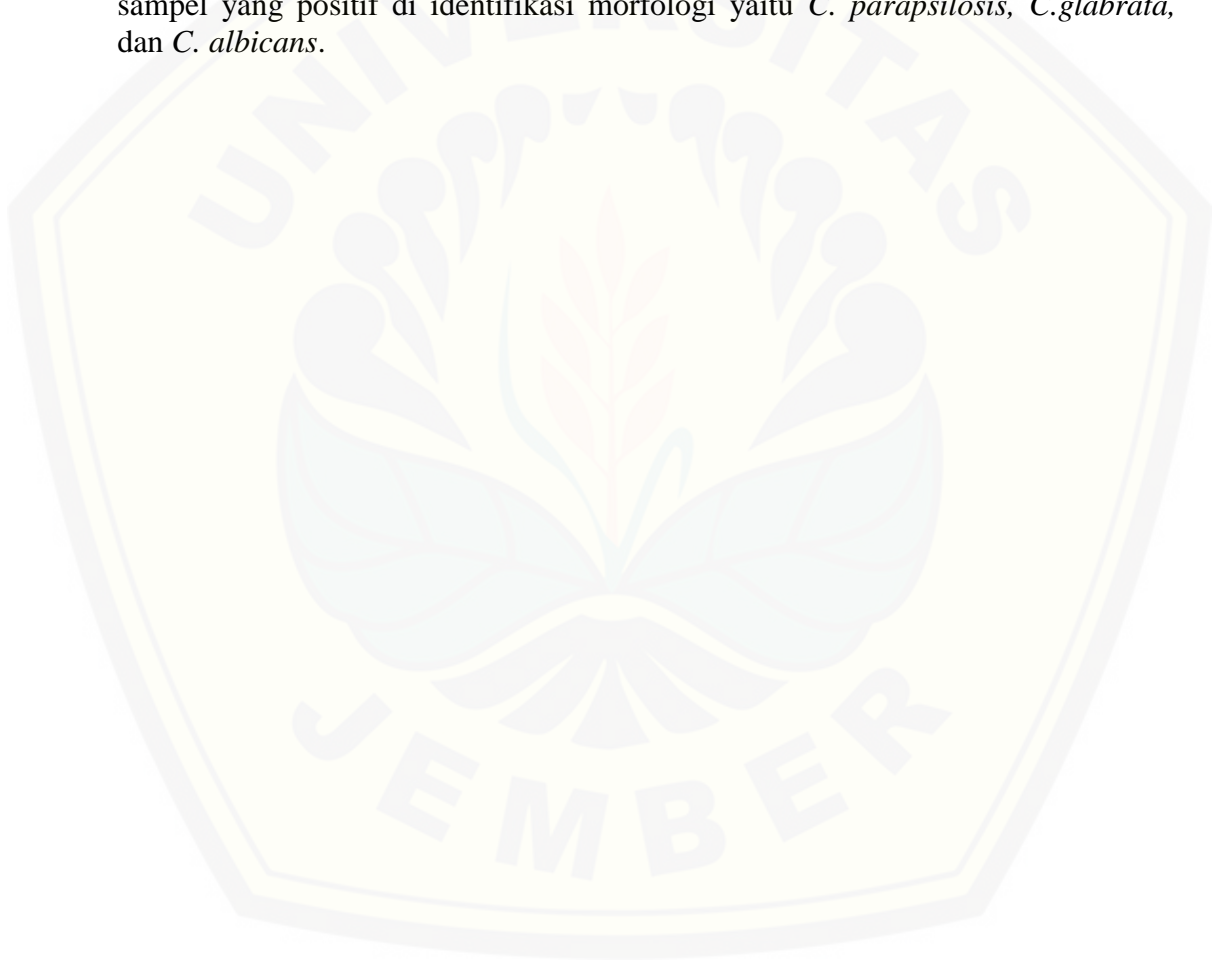 sampel yang positif di identifikasi morfologi yaitu C. parapsilosis, C.glabrata,
dan C. albicans.
UNIVERSITAS
JEMBER